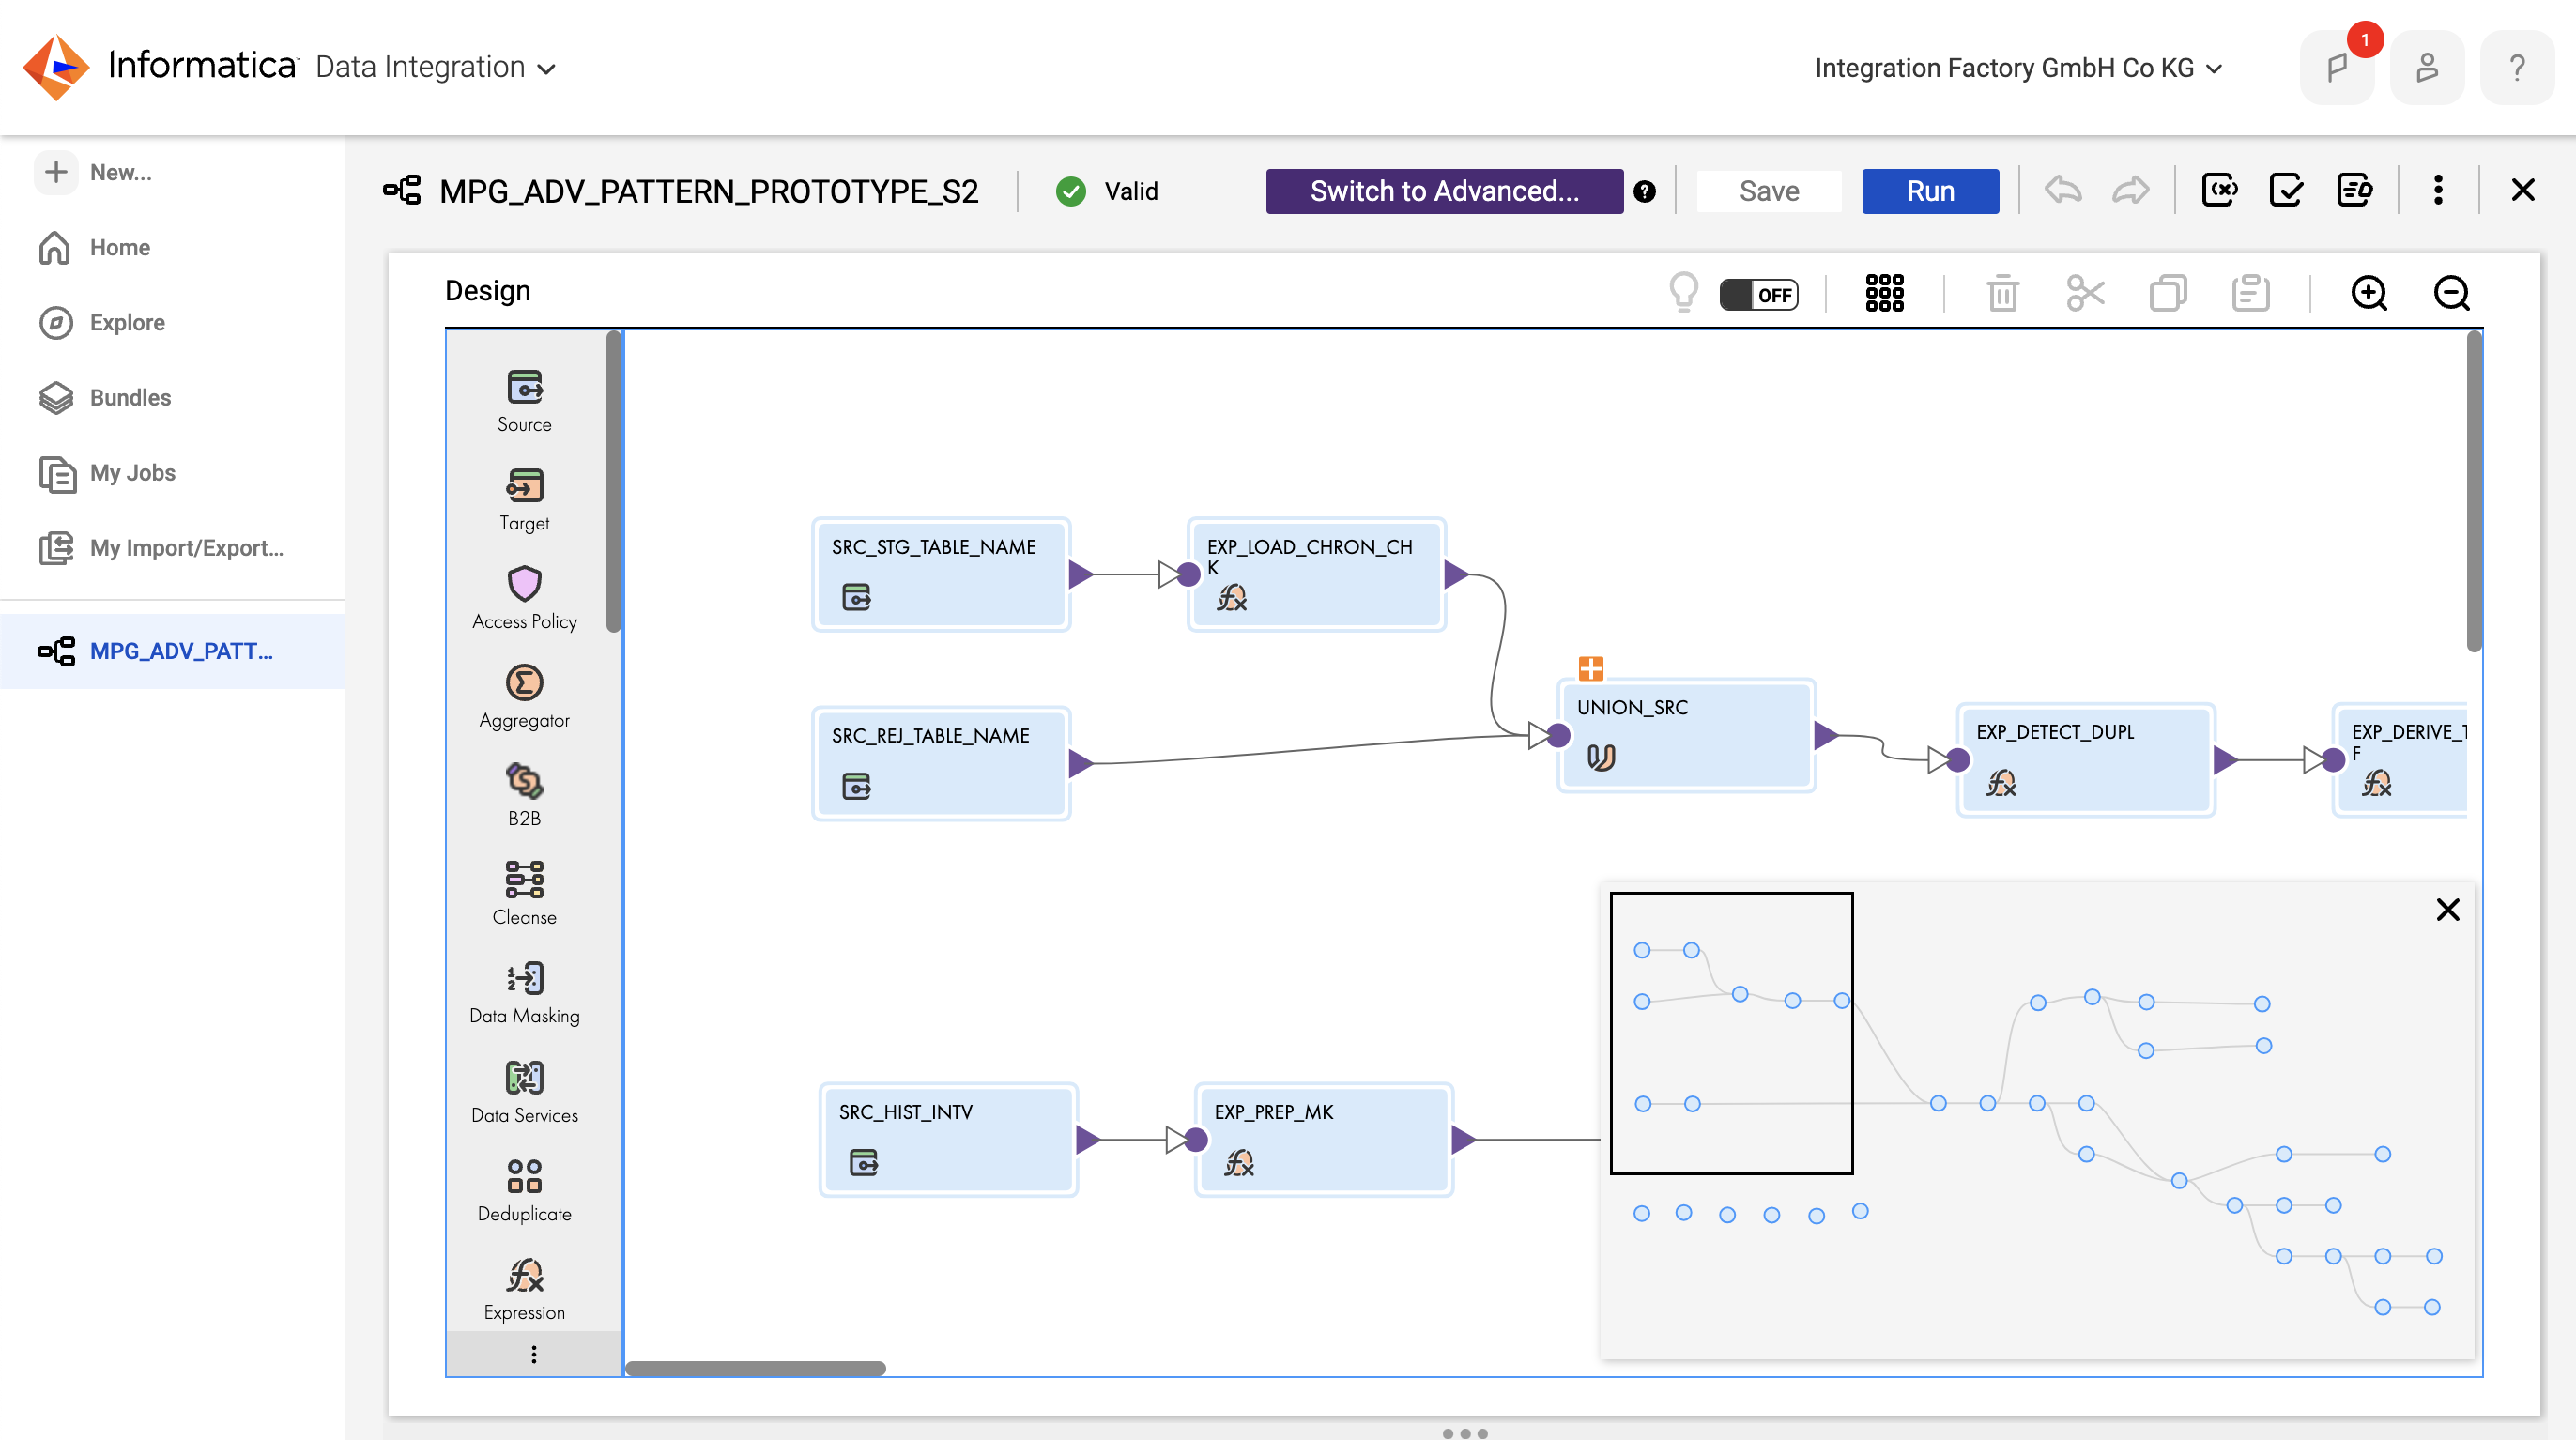 Informatica Data Integration
Integration Factory GmbH Co KG
1
?
New...
Home
Explore
Bundles
My Jobs
My Import/Export...
MPG_ADV_PATT...
MPG_ADV_PATTERN_PROTOTYPE_S2
Valid
Switch to Advanced...
?
Save
Run
Design
OFF
Source
Target
Access Policy
Aggregator
B2B
Cleanse
Data Masking
Data Services
Deduplicate
Expression
SRC_STG_TABLE_NAME
EXP_LOAD_CHRON_CH
K
SRC_REJ_TABLE_NAME
UNION_SRC
EXP_DETECT_DUPL
EXP_DERIVE_T
F
SRC_HIST_INTV
EXP_PREP_MK